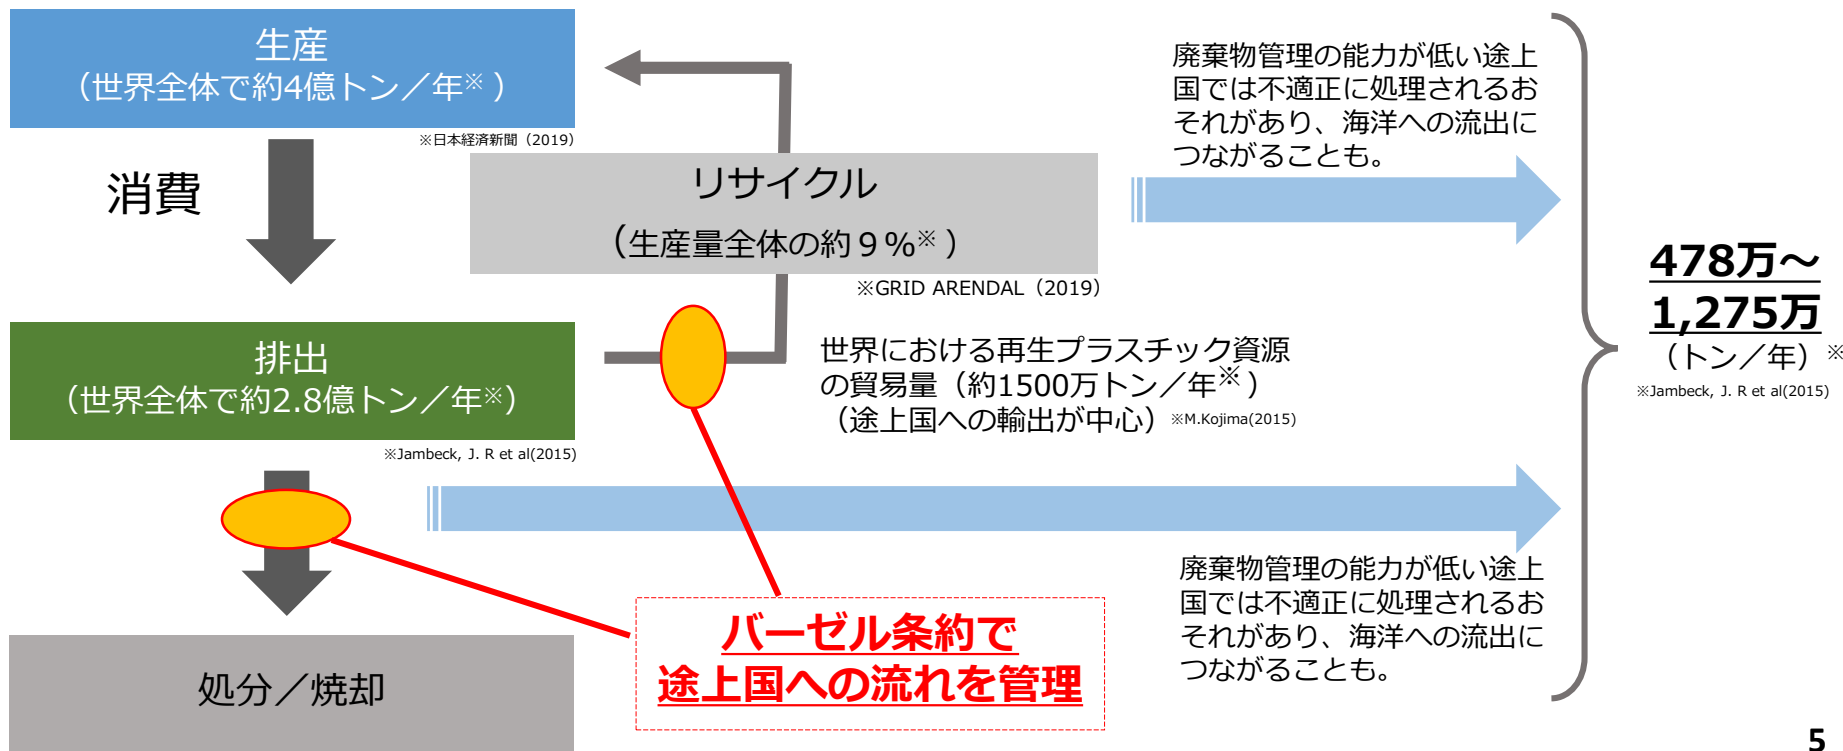 生産
（世界全体で約4億トン／年※ ）
※日本経済新聞（2019）
消費
リサイクル
（生産量全体の約９％※ ）
※GRID ARENDAL（2019）
排出
（世界全体で約2.8億トン／年※）
※Jambeck, J. R et al(2015)
世界における再生プラスチック資源
の貿易量（約1500万トン／年※ ）
（途上国への輸出が中心）※M.Kojima(2015)
処分／焼却
バーゼル条約で
途上国への流れを管理
廃棄物管理の能力が低い途上
国では不適正に処理されるお
それがあり、海洋への流出に
つながることも。
廃棄物管理の能力が低い途上
国では不適正に処理されるお
それがあり、海洋への流出に
つながることも。
478万～
1,275万
（トン／年）※
※Jambeck, J. R et al(2015)
5